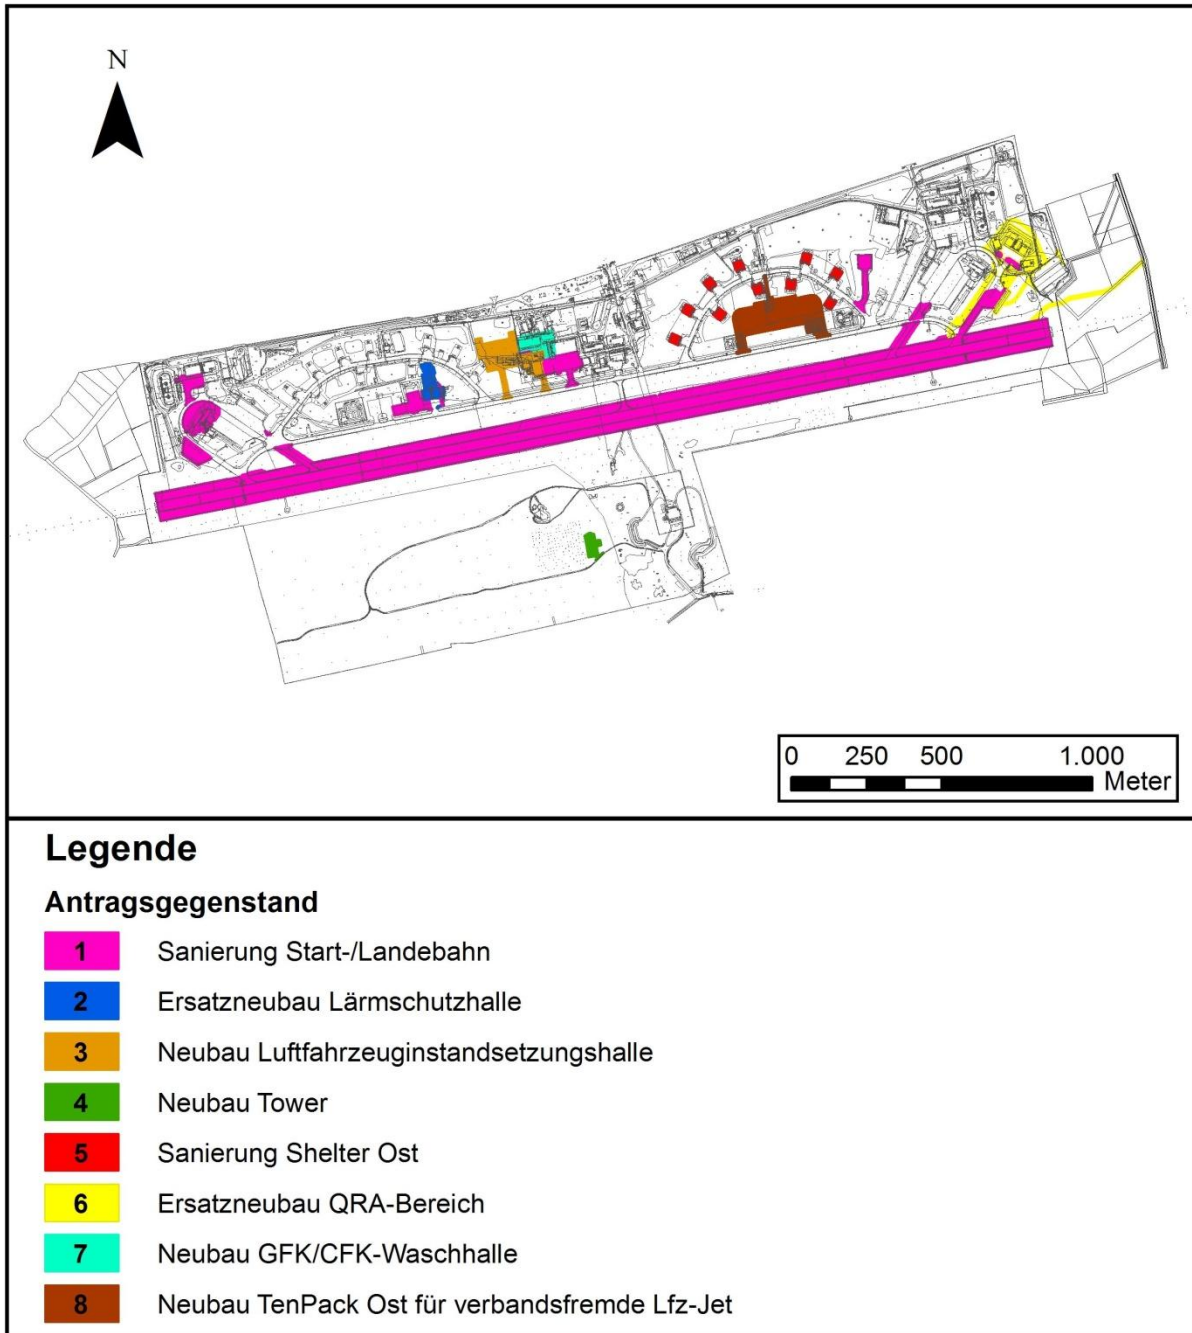 N
0 250 500 1.000
Meter
Legende
Antragsgegenstand
1 Sanierung Start-/Landebahn
2 Ersatzneubau Lärmschutzhalle
3 Neubau Luftfahrzeuginstandsetzungshalle
4 Neubau Tower
5 Sanierung Shelter Ost
6 Ersatzneubau QRA-Bereich
7 Neubau GFK/CFK-Waschhalle
8 Neubau TenPack Ost für verbandsfremde Lfz-Jet